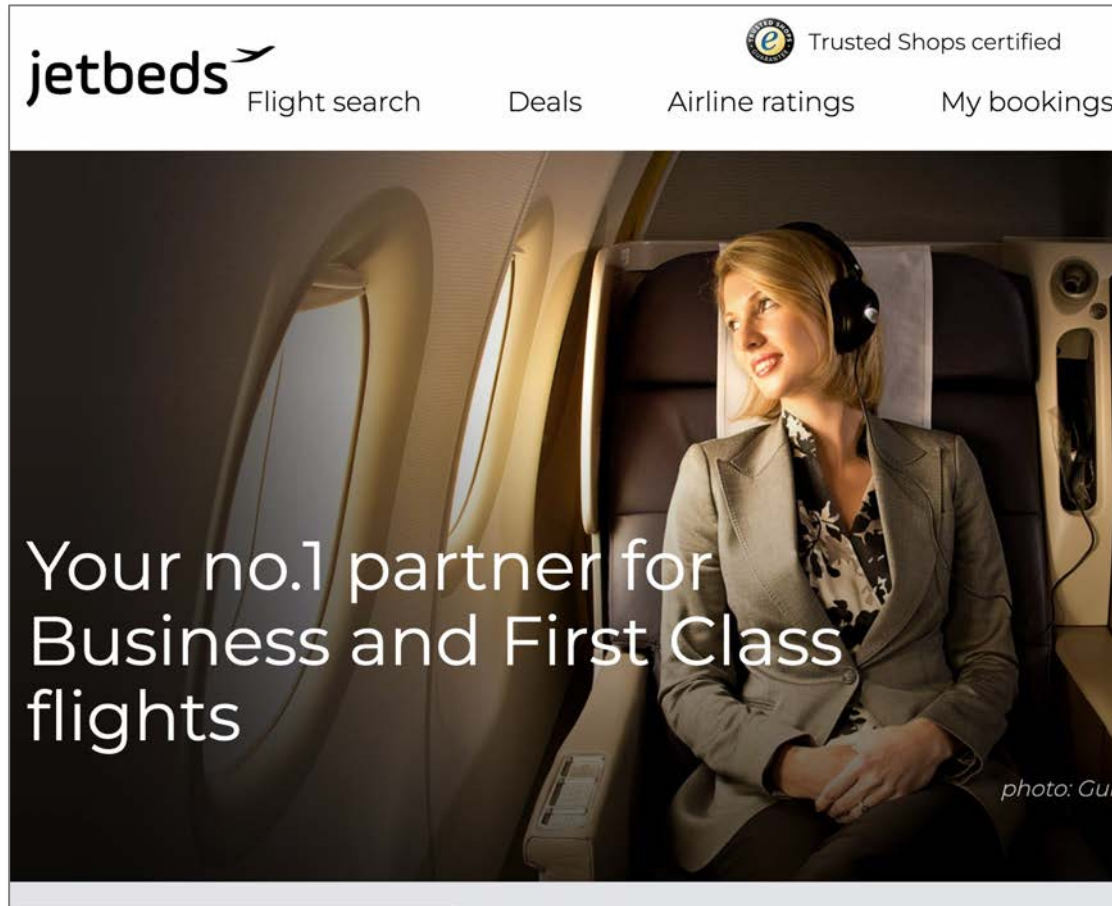 Trusted Shops certified
jetbeds
Flight search Deals Airline ratings My bookings
Your no.1 partner for
Business and First Class
flights
photo: